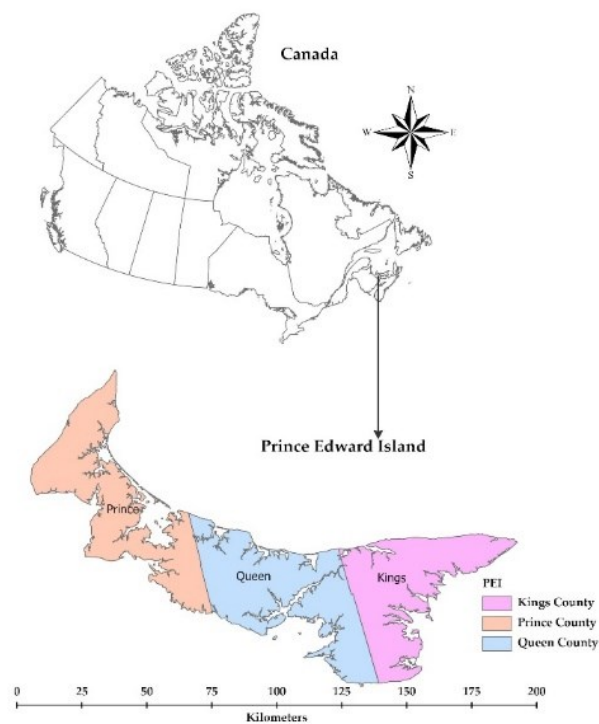 Canada
N
W E
S
Prince Edward Island
Prince
Queen
Kings
PEI
Kings County
Prince County
Queen County
0 25 50 75 100 125 150 175 200
Kilometers